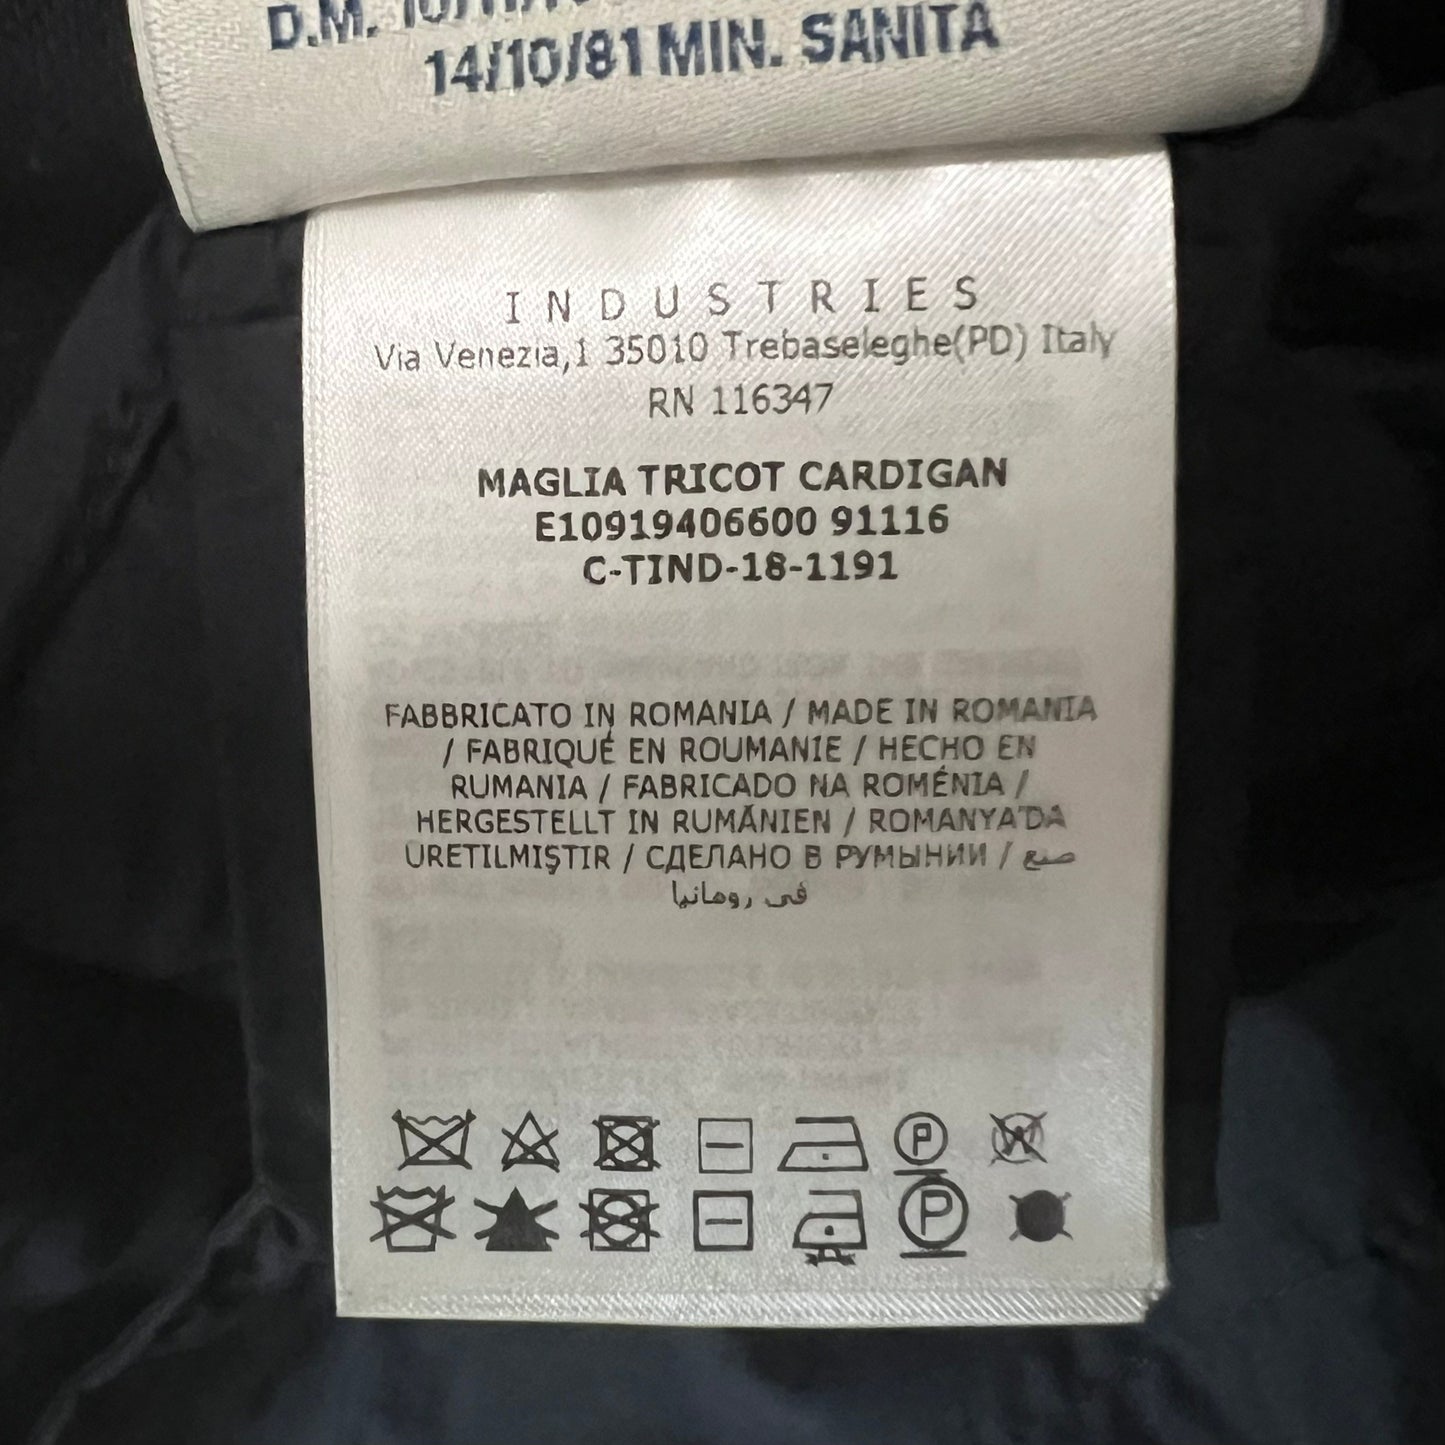 D.M.
14/10/81 MIN. SANITA
INDUSTRIES
Via Venezia,1 35010 Trebaseleghe(PD) Italy
RN 116347
MAGLIA TRICOT CARDIGAN
E10919406600 91116
C-TIND-18-1191
FABBRICATO IN ROMANIA / MADE IN ROMANIA
/ FABRIQUÉ EN ROUMANIE / HECHO EN
RUMANIA / FABRICADO NA ROMÉNIA /
HERGESTELLT IN RUMÄNIEN / ROMANYA'DA
URETILMIŞTIR / СДЕЛАНО В РУМЫНИИ / صنع
في رومانيا
P W
P